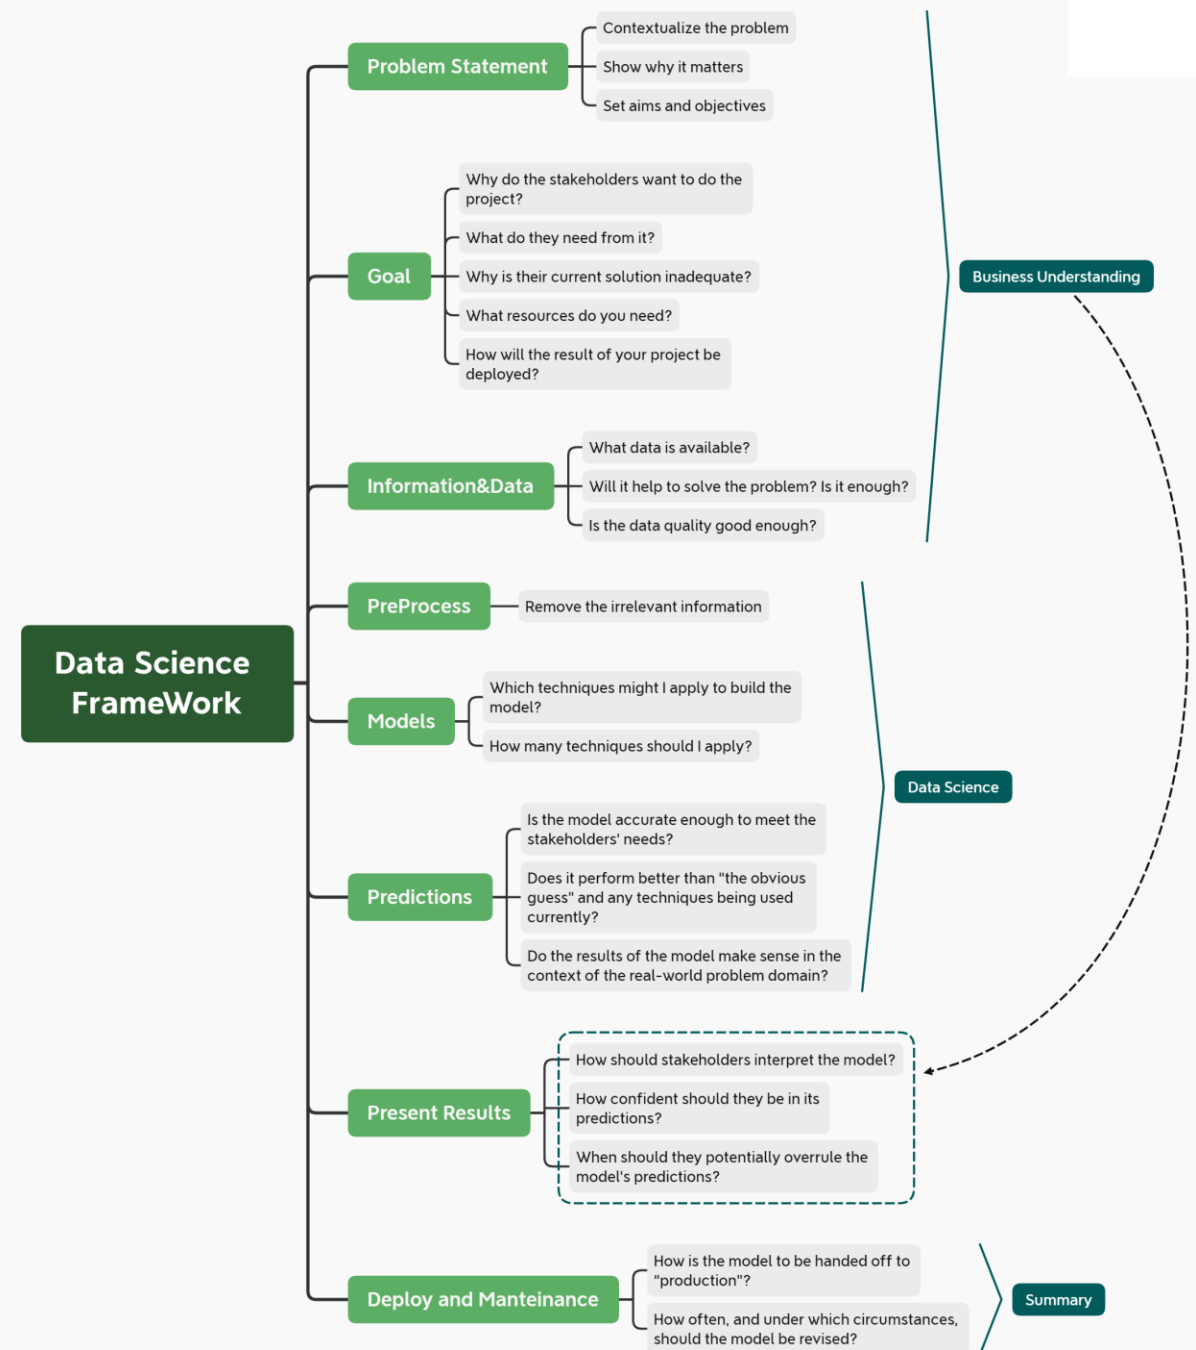 Data Science
FrameWork
Problem Statement
Contextualize the problem
Show why it matters
Set aims and objectives
Goal
Why do the stakeholders want to do the
project?
What do they need from it?
Why is their current solution inadequate?
What resources do you need?
How will the result of your project be
deployed?
Information&Data
What data is available?
Will it help to solve the problem? Is it enough?
Is the data quality good enough?
Business Understanding
PreProcess
Remove the irrelevant information
Models
Which techniques might I apply to build the
model?
How many techniques should I apply?
Predictions
Is the model accurate enough to meet the
stakeholders' needs?
Does it perform better than "the obvious
guess" and any techniques being used
currently?
Do the results of the model make sense in the
context of the real-world problem domain?
Data Science
Present Results
How should stakeholders interpret the model?
How confident should they be in its
predictions?
When should they potentially overrule the
model's predictions?
Deploy and Manteinance
How is the model to be handed off to
"production"?
How often, and under which circumstances,
should the model be revised?
Summary